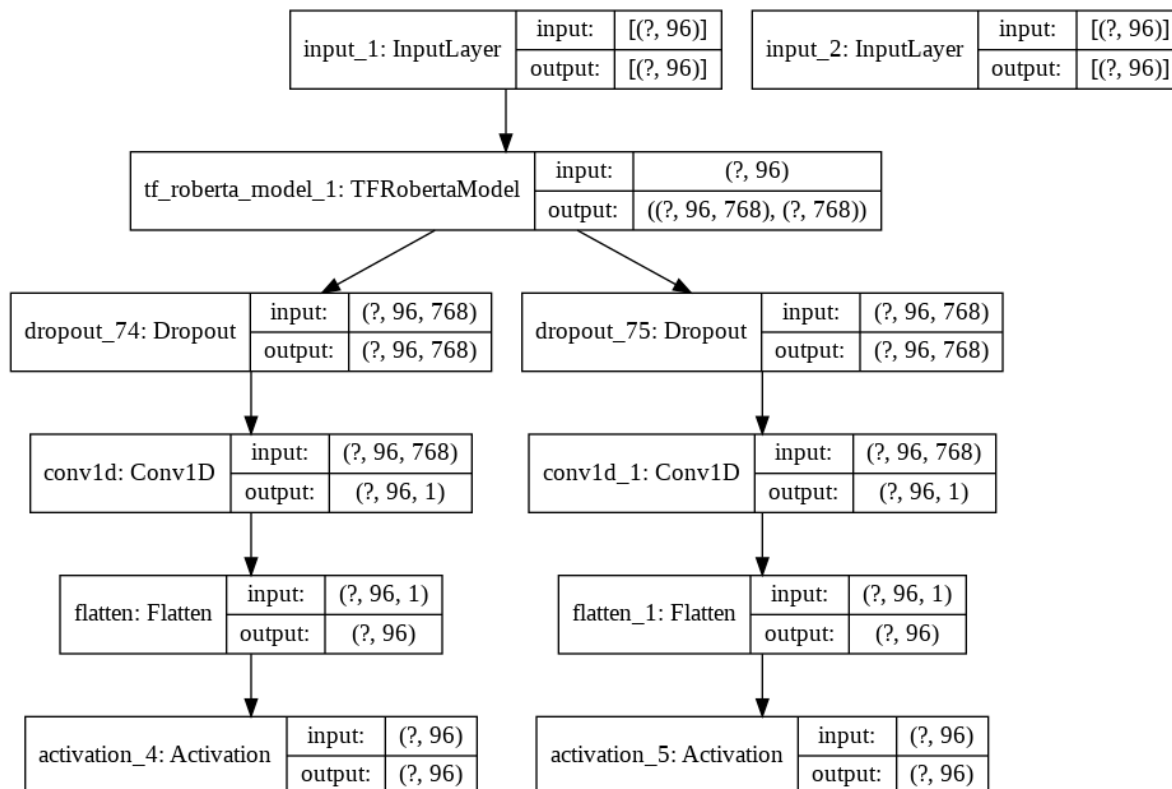 input_1: InputLayer
input: [(?, 96)]
output: [(?, 96)]
input_2: InputLayer
input: [(?, 96)]
output: [(?, 96)]
tf_roberta_model_1: TFRobertaModel
input: (?, 96)
output: ((?, 96, 768), (?, 768))
dropout_74: Dropout
input: (?, 96, 768)
output: (?, 96, 768)
dropout_75: Dropout
input: (?, 96, 768)
output: (?, 96, 768)
conv1d: Conv1D
input: (?, 96, 768)
output: (?, 96, 1)
conv1d_1: Conv1D
input: (?, 96, 768)
output: (?, 96, 1)
flatten: Flatten
input: (?, 96, 1)
output: (?, 96)
flatten_1: Flatten
input: (?, 96, 1)
output: (?, 96)
activation_4: Activation
input: (?, 96)
output: (?, 96)
activation_5: Activation
input: (?, 96)
output: (?, 96)